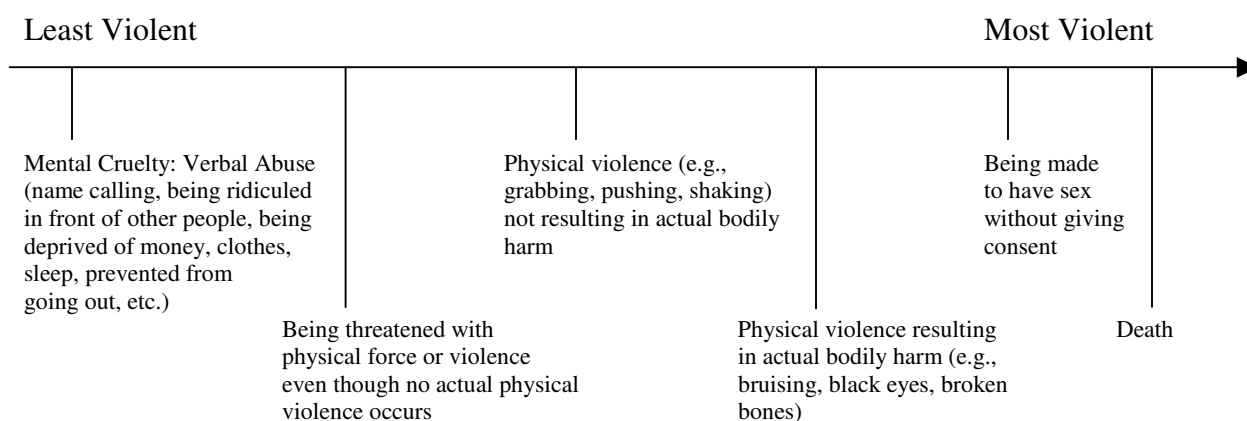 Least Violent
Most Violent
Mental Cruelty: Verbal Abuse
(name calling, being ridiculed
in front of other people, being
deprived of money, clothes,
sleep, prevented from
going out, etc.)
Being threatened with
physical force or violence
even though no actual physical
violence occurs
Physical violence (e.g.,
grabbing, pushing, shaking)
not resulting in actual bodily
harm
Physical violence resulting
in actual bodily harm (e.g.,
bruising, black eyes, broken
bones)
Being made
to have sex
without giving
consent
Death